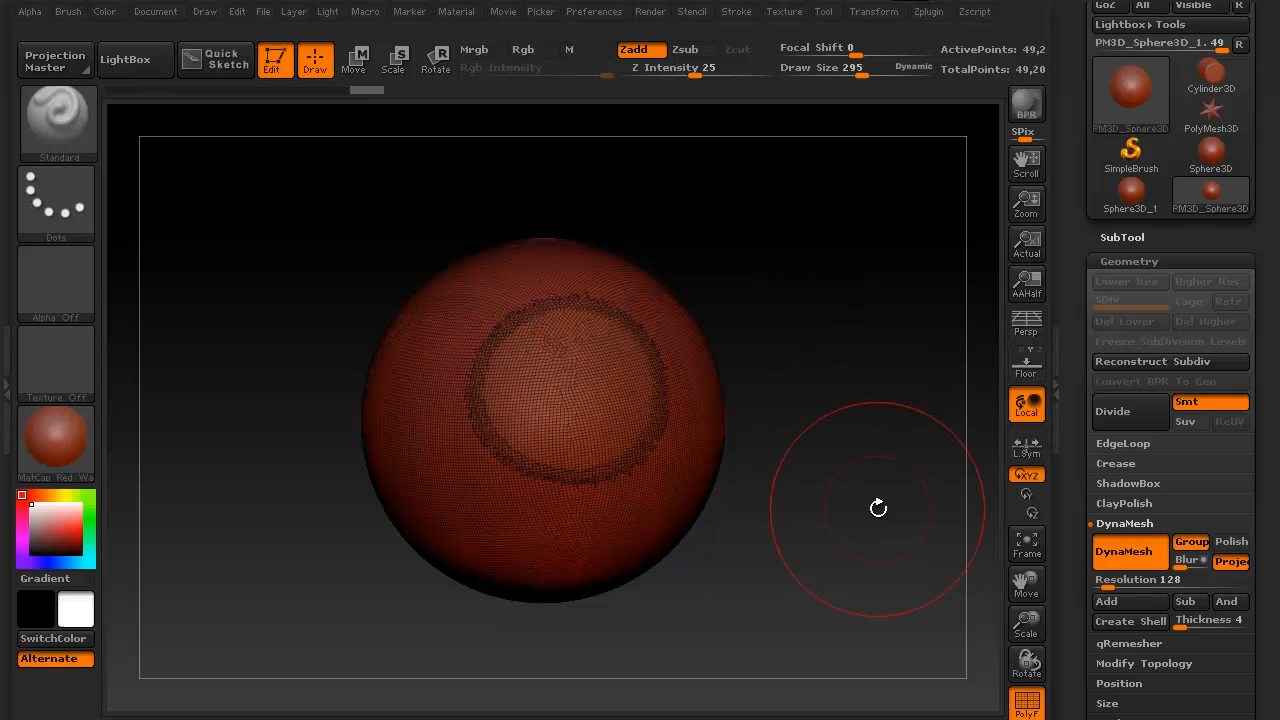 Alpha Brush Color Document Draw Edit File Layer Light Macro Marker Material Movie Picker Preferences Render Stencil Stroke Texture Tool Transform Zplugin Zscript
Projection Master
LightBox
Quick Sketch
Edit
Draw
Move
Scale
Rotate
Mrgb Rgb M
Rgb Intensity
Zadd Zsub Zcut
Z Intensity 25
Focal Shift 0
Draw Size 295 Dynamic
ActivePoints: 49,2
TotalPoints: 49,20
Standard
Dots
Alpha Off
Texture Off
MatCap Red Wa
Gradient
SwitchColor
Alternate
BPR
SPix
Scroll
Zoom
Actual
AAHalf
Persp
Floor
Local
L.Sym
XYZ
Y
Z
Frame
Move
Scale
Rotate
PolyF
GoZ All Visible R
Lightbox Tools
PM3D_Sphere3D_1. 49 R
PM3D_Sphere3D
Cylinder3D
PolyMesh3D
SimpleBrush
Sphere3D
Sphere3D_1
PM3D_Sphere3D
SubTool
Geometry
Lower Res Higher Res
SDiv Cage Rstr
Del Lower Del Higher
Freeze SubDivision Levels
Reconstruct Subdiv
Convert BPR To Geo
Divide Smt
Suv ReUV
EdgeLoop
Crease
ShadowBox
ClayPolish
DynaMesh
DynaMesh Group Polish
Blur Proje
Resolution 128
Add Sub And
Create Shell Thickness 4
qRemesher
Modify Topology
Position
Size